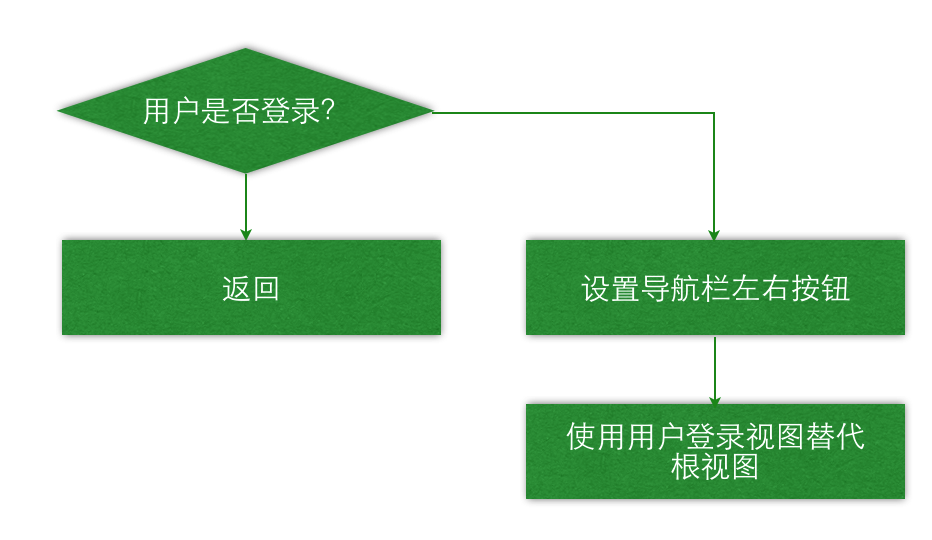 用户是否登录?
返回
设置导航栏左右按钮
使用用户登录视图替代
根视图